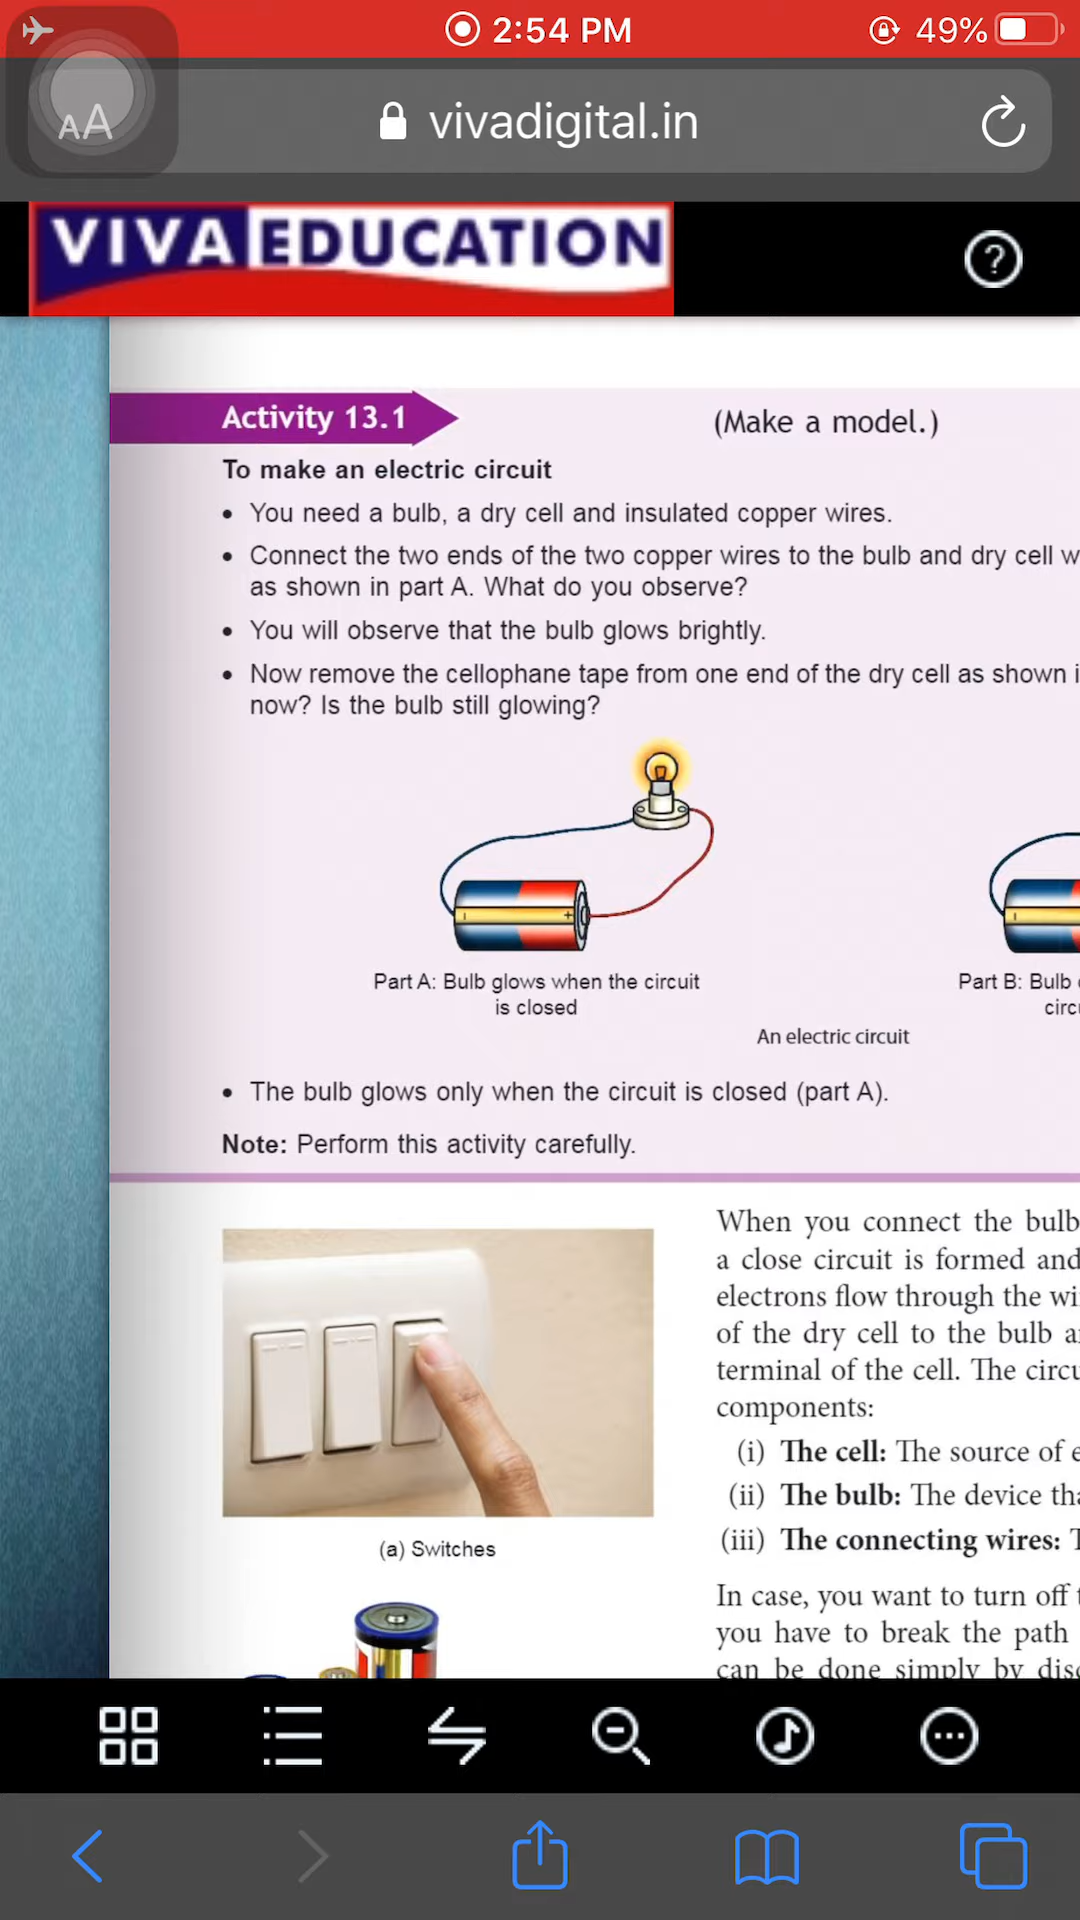 2:54 PM
49%
AA
vivadigital.in
VIVA EDUCATION
Activity 13.1
(Make a model.)
To make an electric circuit
• You need a bulb, a dry cell and insulated copper wires.
• Connect the two ends of the two copper wires to the bulb and dry cell
as shown in part A. What do you observe?
• You will observe that the bulb glows brightly.
• Now remove the cellophane tape from one end of the dry cell as shown
now? Is the bulb still glowing?
Part A: Bulb glows when the circuit
is closed
Part B: Bulb
An electric circuit
• The bulb glows only when the circuit is closed (part A).
Note: Perform this activity carefully.
When you connect the bulb
a close circuit is formed and
electrons flow through the
of the dry cell to the bulb
terminal of the cell. The
components:
(i) The cell: The source of
(ii) The bulb: The device
(iii) The connecting wires:
(a) Switches
In case, you want to turn off
you have to break the path
can be done simply by